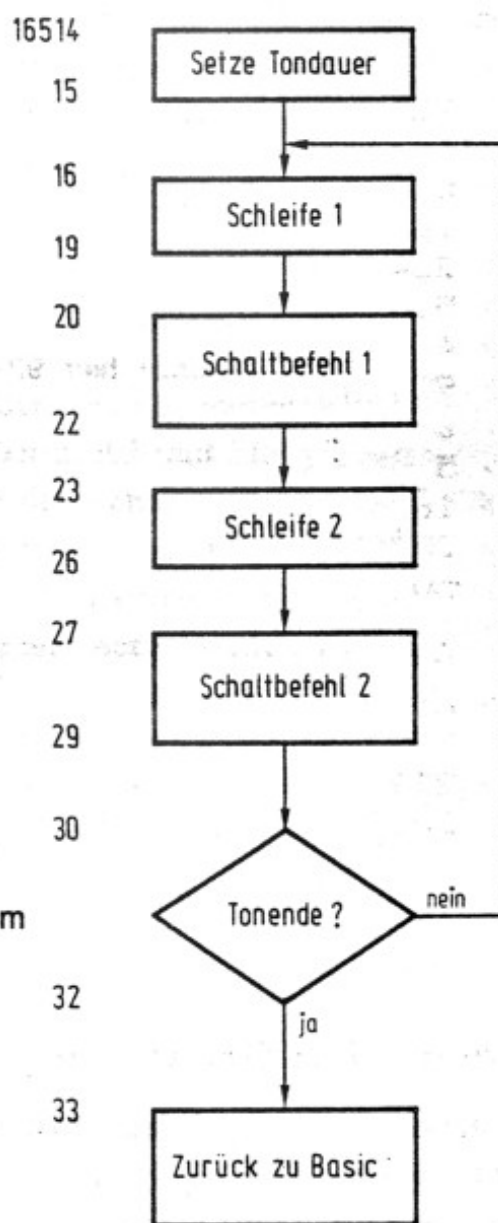 16514
Setze Tondauer
15
16
Schleife 1
19
20
Schaltbefehl 1
22
23
Schleife 2
26
27
Schaltbefehl 2
29
30
m
Tonende ?
nein
32
ja
33
Zurück zu Basic